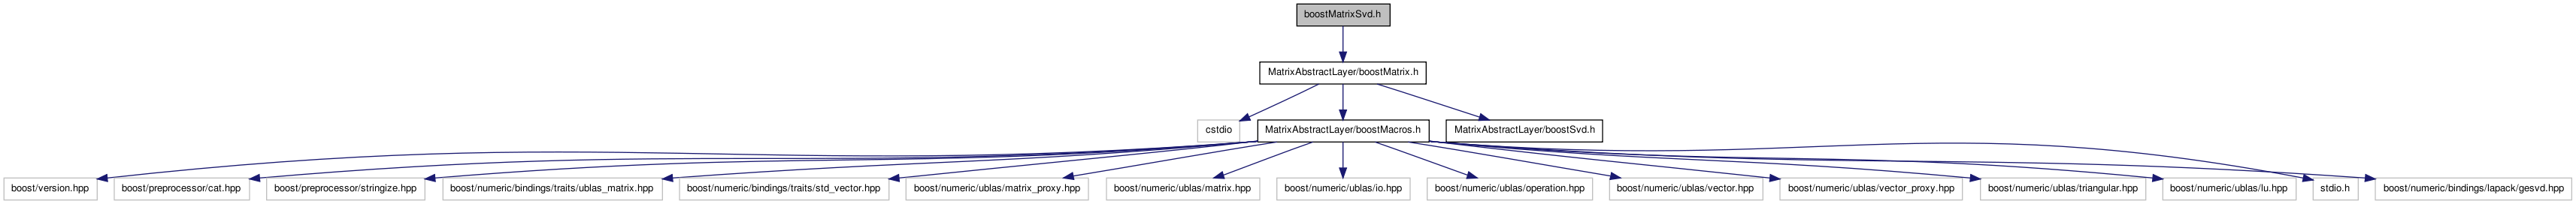 boostMatrixSvd.h
MatrixAbstractLayer/boostMatrix.h
cstdio
MatrixAbstractLayer/boostMacros.h
MatrixAbstractLayer/boostSvd.h
boost/version.hpp
boost/preprocessor/cat.hpp
boost/preprocessor/stringize.hpp
boost/numeric/bindings/traits/ublas_matrix.hpp
boost/numeric/bindings/traits/std_vector.hpp
boost/numeric/ublas/matrix_proxy.hpp
boost/numeric/ublas/matrix.hpp
boost/numeric/ublas/io.hpp
boost/numeric/ublas/operation.hpp
boost/numeric/ublas/vector.hpp
boost/numeric/ublas/vector_proxy.hpp
boost/numeric/ublas/triangular.hpp
boost/numeric/ublas/lu.hpp
stdio.h
boost/numeric/bindings/lapack/gesvd.hpp